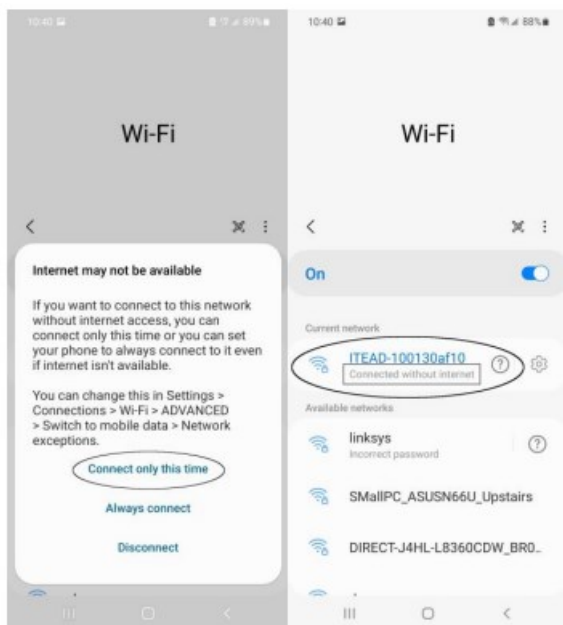 10:40
89%
Wi-Fi
Internet may not be available
If you want to connect to this network
without internet access, you can
connect only this time or you can set
your phone to always connect to it even
if internet isn't available.
You can change this in Settings >
Connections > Wi-Fi > ADVANCED
> Switch to mobile data > Network
exceptions.
Connect only this time
Always connect
Disconnect
10:40
88%
Wi-Fi
On
Current network
ITEAD-100130af10
Connected without internet
Available networks
linksys
Incorrect password
SMallPC_ASUSN66U_Upstairs
DIRECT-J4HL-L8360CDW_BR0..